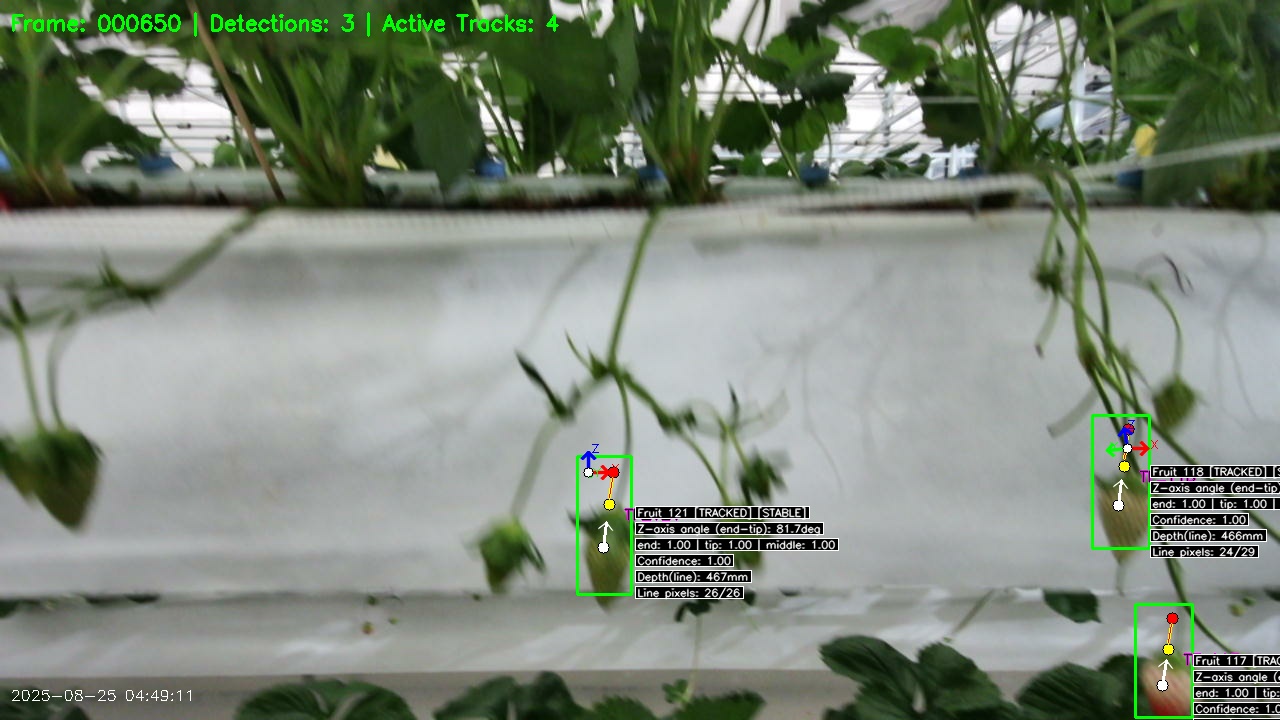 Frame: 000650 | Detections: 3 | Active Tracks: 4
Z
X
Fruit 118 [TRACKED] [S
Z-axis angle (end-tip
end: 1.00 | tip: 1.00 |
Confidence: 1.00
Depth(line): 466mm
Line pixels: 24/29
Z
X
Fruit 121 [TRACKED] [STABLE]
Z-axis angle (end-tip): 81.7deg
end: 1.00 | tip: 1.00 | middle: 1.00
Confidence: 1.00
Depth(line): 467mm
Line pixels: 26/26
Fruit 117 [TRAC
Z-axis angle (e
end: 1.00 | tip:
Confidence: 1.0
2025-08-25 04:49:11